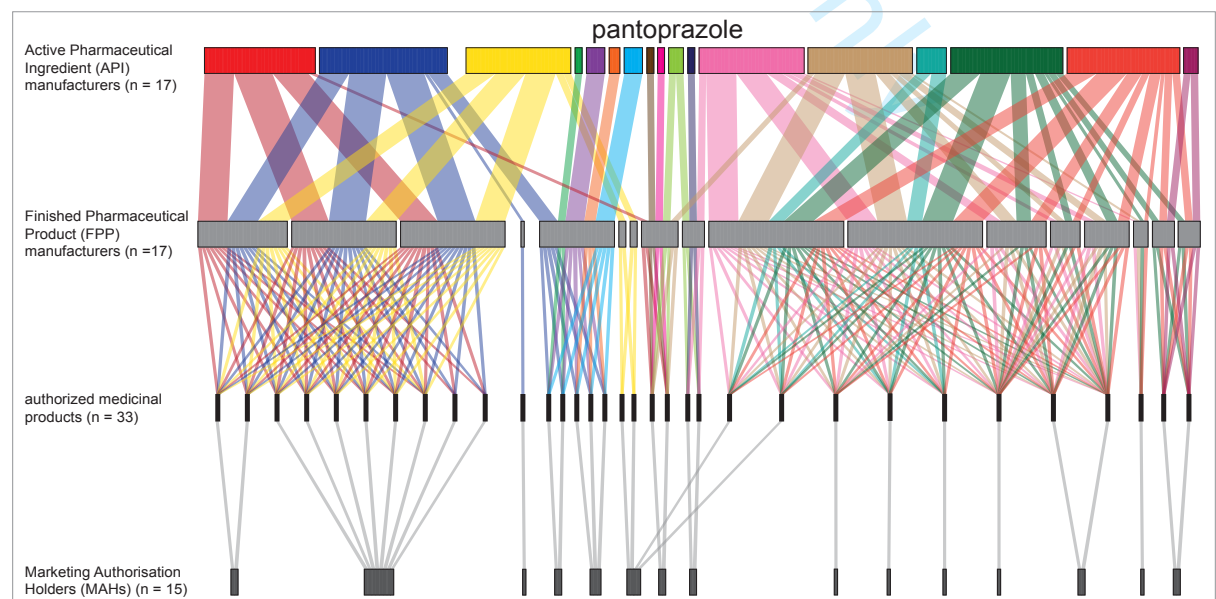 pantoprazole
Active Pharmaceutical
Ingredient (API)
manufacturers (n = 17)
Finished Pharmaceutical
Product (FPP)
manufacturers (n =17)
authorized medicinal
products (n = 33)
Marketing Authorisation
Holders (MAHs) (n = 15)